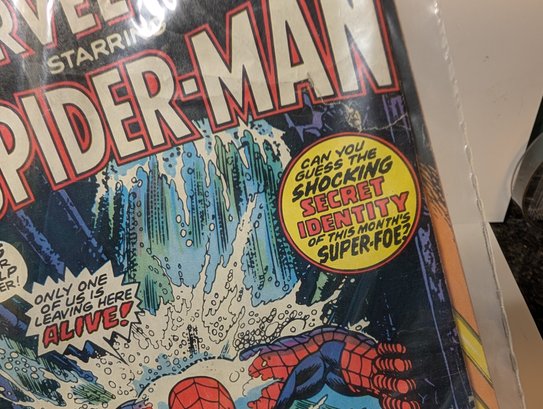 RVEL
STARRING
SPIDER-MAN
CAN YOU
GUESS THE
SHOCKING
SECRET
IDENTITY
OF THIS MONTH'S
SUPER-FOE?
ONLY ONE
OF US IS
LEAVING HERE
ALIVE!